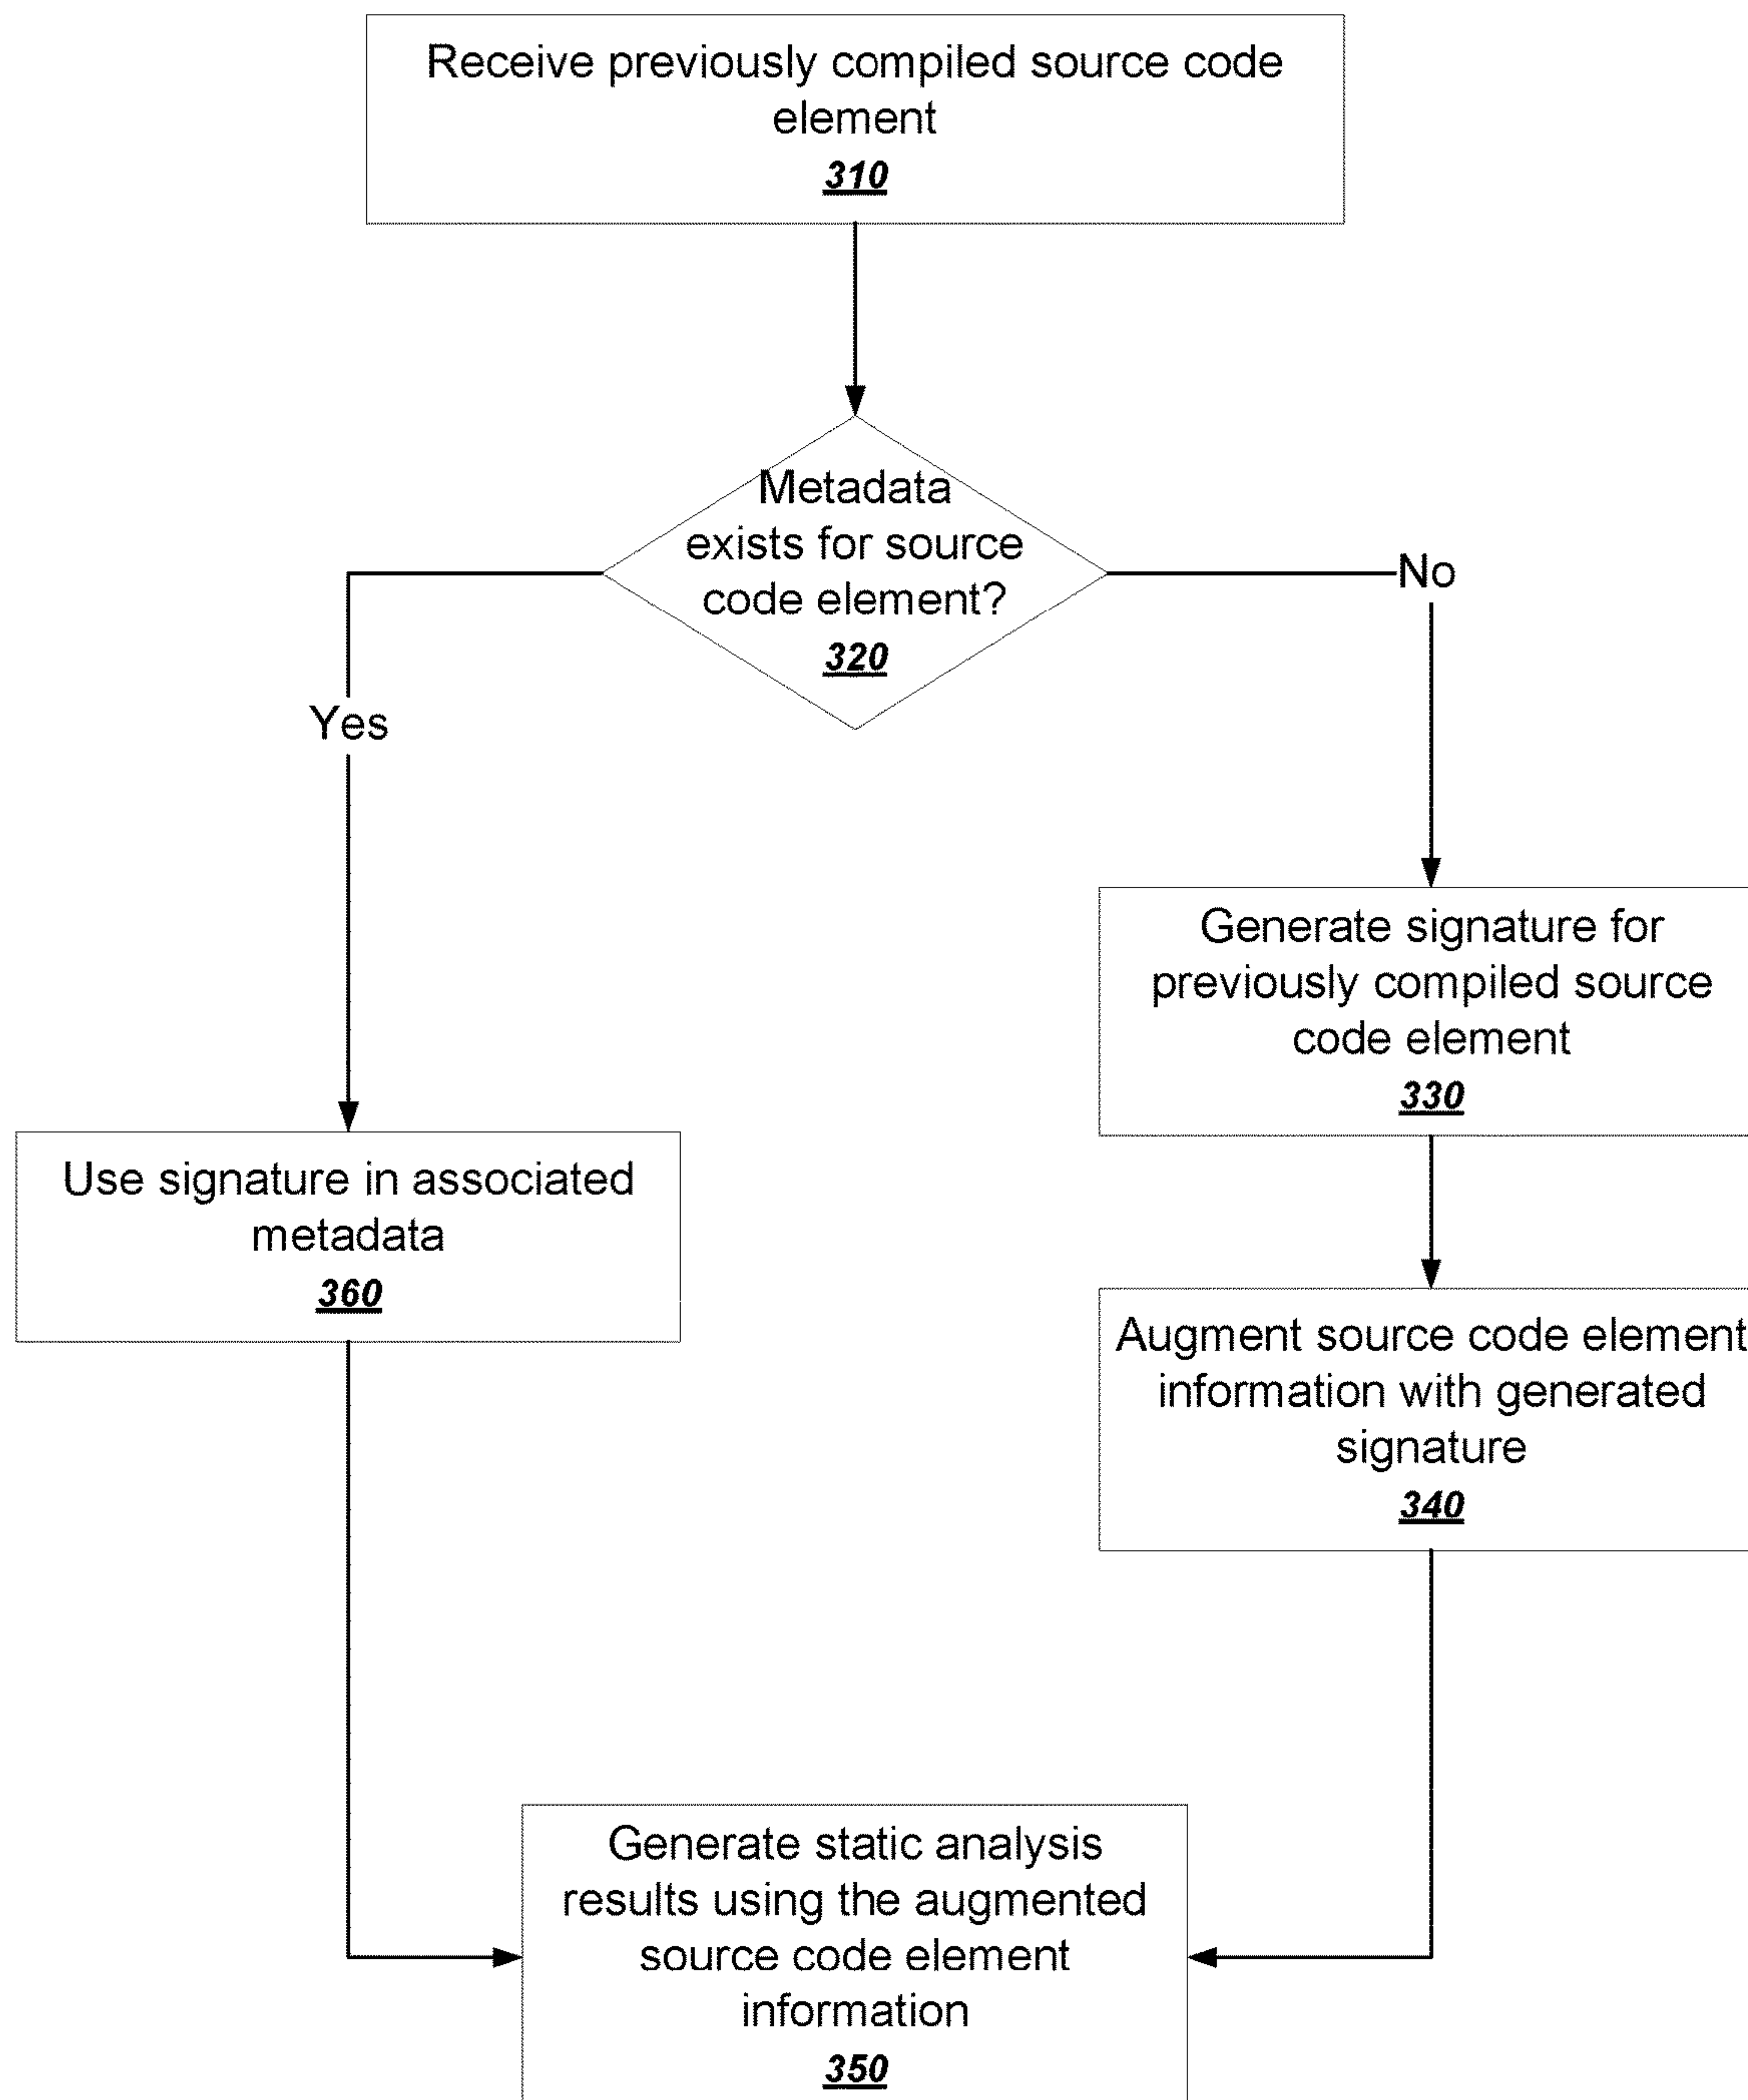 Receive previously compiled source code
element
310
Metadata
exists for source
code element?
320
No
Yes
Generate signature for
previously compiled source
code element
330
Use signature in associated
metadata
360
Augment source code element
information with generated
signature
340
Generate static analysis
results using the augmented
source code element
information
350